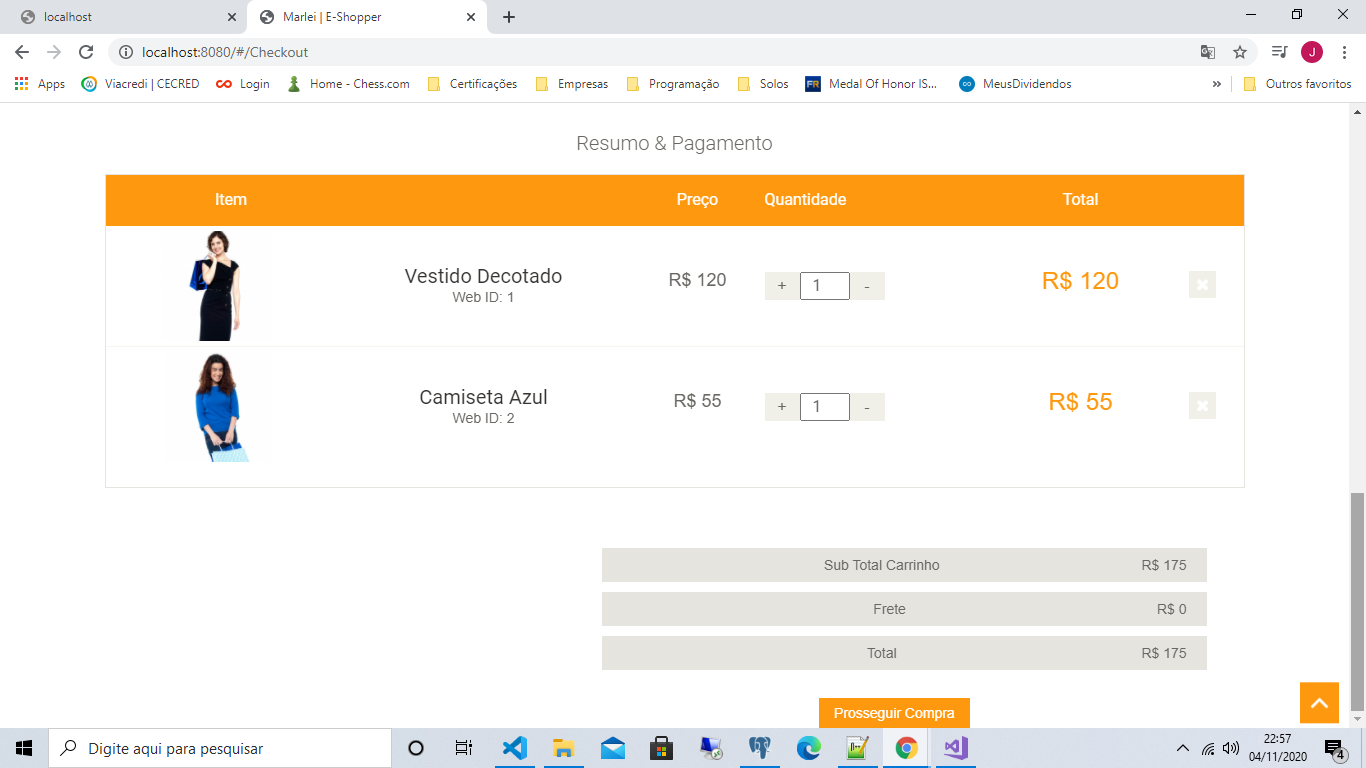 localhost
Marlei | E-Shopper
localhost:8080/#/Checkout
Apps Viacredi | CECRED Login Home - Chess.com Certificações Empresas Programação Solos Medal Of Honor IS... MeusDividendos » Outros favoritos
Resumo & Pagamento
Item Preço Quantidade Total
Vestido Decotado
Web ID: 1
R$ 120
+ 1 -
R$ 120
Camiseta Azul
Web ID: 2
R$ 55
+ 1 -
R$ 55
Sub Total Carrinho R$ 175
Frete R$ 0
Total R$ 175
Prosseguir Compra
Digite aqui para pesquisar
22:57
04/11/2020
4